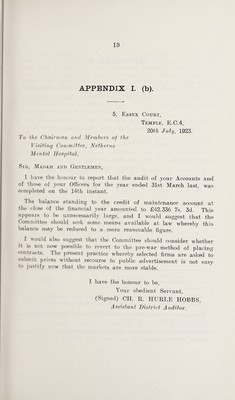 13
APPENDIX I. (b).
5, Essex Court,
Temple, E.C.4,
20th July, 1923.
To the Chairman and Members of the
Visiting Committee, Netherne
Mental Hospital.
Sir, Madam and Gentlemen,
I have the honour to report that the audit of your Accounts and
of those of your Officers for the year ended 31st March last, was
completed on the 14th instant.
The balance standing to the credit of maintenance account at
the close of the financial year amounted to £42,336 7s. 3d. This
appears to be unnecessarily large, and I would suggest that the
Committee should seek some means available at law whereby this
balance may be reduced to a more reasonable figure.
I would also suggest that the Committee should consider whether
it is not now possible to revert to the pre-war method of placing
contracts. The present practice whereby selected firms are asked to
submit prices without recourse to public advertisement is not easy
to justify now that the markets are more stable.
I have the honour to be,
Your obedient Servant,
(Signed) CH. R. HURLE HOBBS,
Assistant District Auditor.